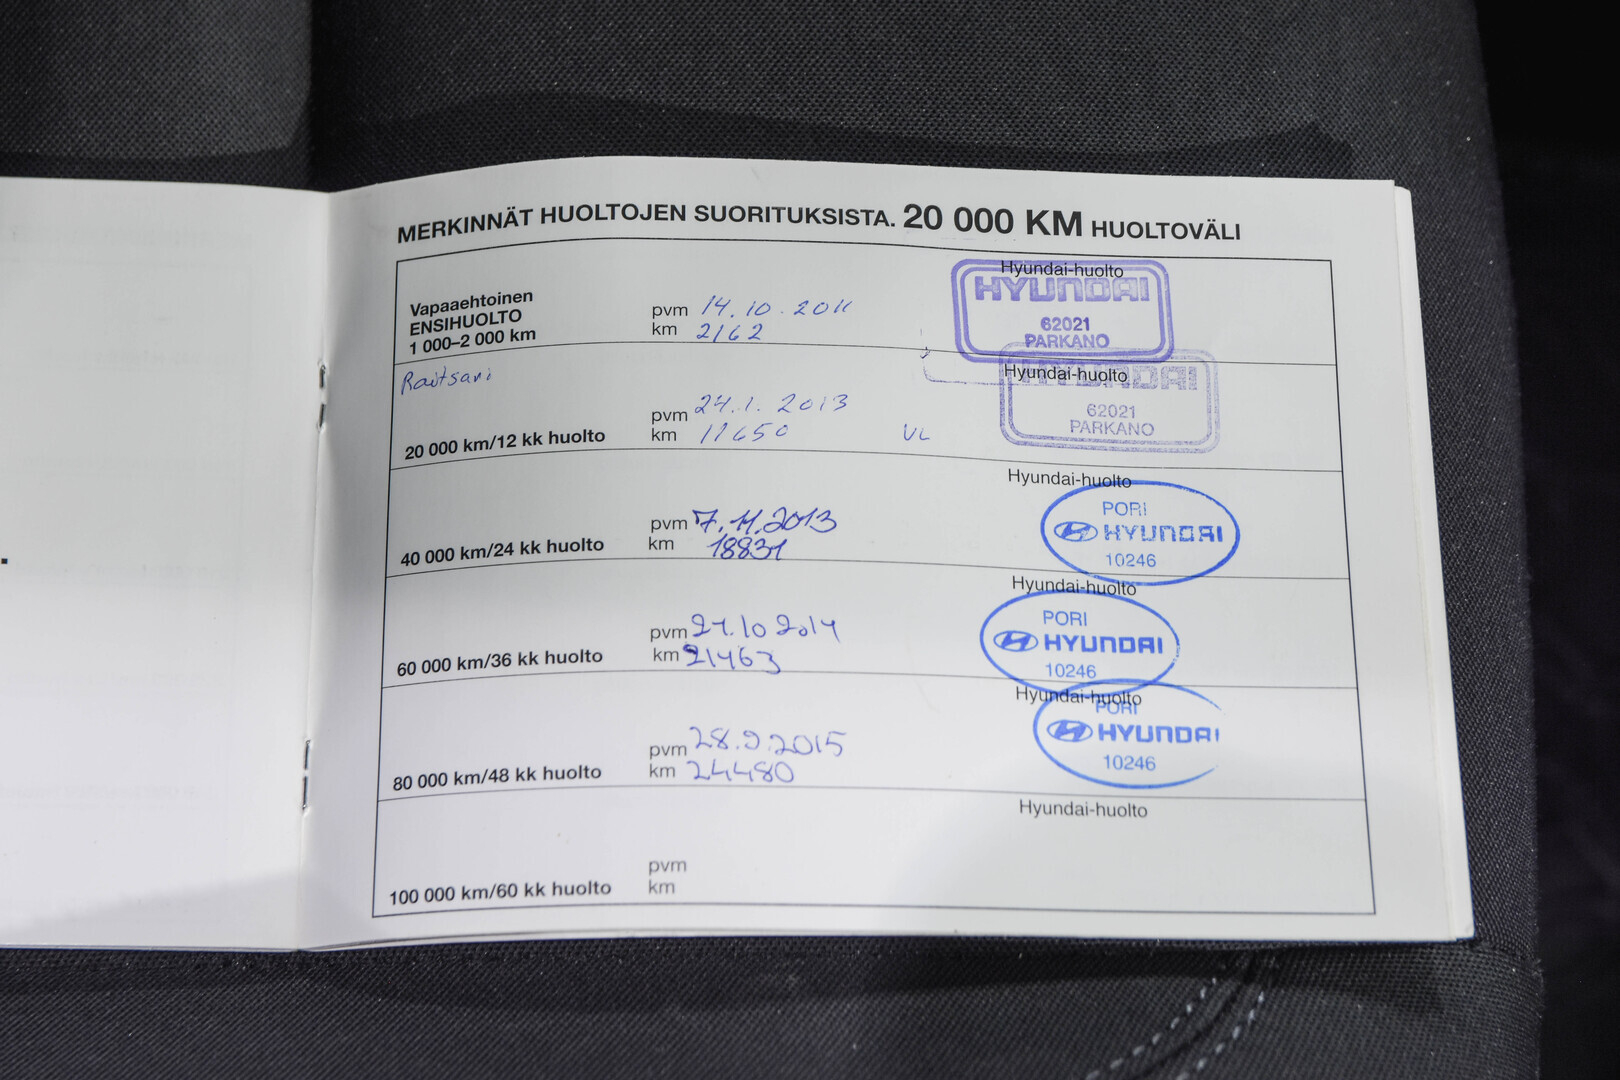 MERKINNÄT HUOLTOJEN SUORITUKSISTA. 20 000 KM HUOLTOVÄLI
Vapaaehtoinen
ENSIHUOLTO
1 000–2 000 km
pvm 14.10.2011
km 2162
Hyundai-huolto
HYUNDAI
62021
PARKANO
20 000 km/12 kk huolto
pvm 24.1.2013
km 11650
VL
Hyundai-huolto
HYUNDAI
62021
PARKANO
40 000 km/24 kk huolto
pvm 7.11.2013
km 18831
Hyundai-huolto
PORI
HYUNDAI
10246
60 000 km/36 kk huolto
pvm 27.10 2014
km 21463
Hyundai-huolto
PORI
HYUNDAI
10246
80 000 km/48 kk huolto
pvm 28.9.2015
km 24480
Hyundai-huolto
PORI
HYUNDAI
10246
100 000 km/60 kk huolto
pvm
km
Hyundai-huolto